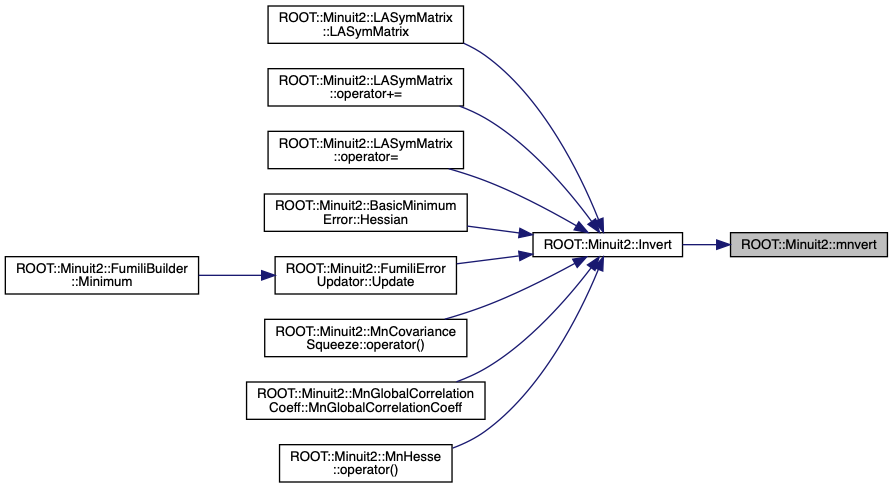 ROOT::Minuit2::LASymMatrix
::LASymMatrix
ROOT::Minuit2::LASymMatrix
::operator+=
ROOT::Minuit2::LASymMatrix
::operator=
ROOT::Minuit2::BasicMinimum
Error::Hessian
ROOT::Minuit2::Invert
ROOT::Minuit2::mnvert
ROOT::Minuit2::FumiliBuilder
::Minimum
ROOT::Minuit2::FumiliError
Updator::Update
ROOT::Minuit2::MnCovariance
Squeeze::operator()
ROOT::Minuit2::MnGlobalCorrelation
Coeff::MnGlobalCorrelationCoeff
ROOT::Minuit2::MnHesse
::operator()